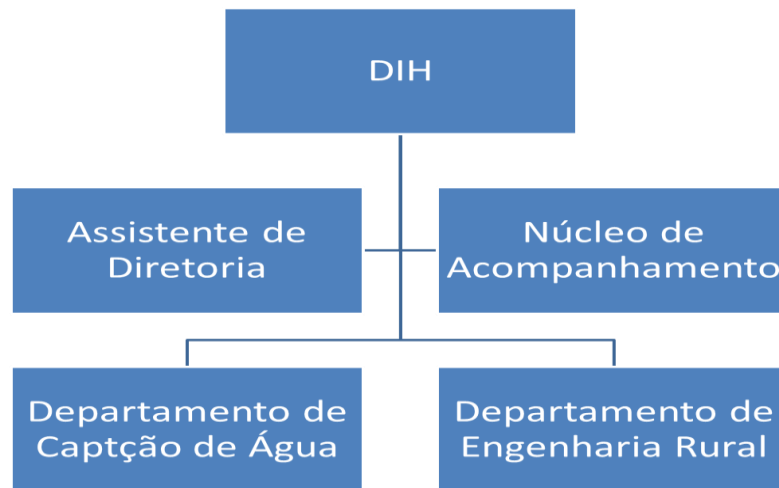 DIH
Assistente de
Diretoria
Núcleo de
Acompanhamento
Departamento de
Captção de Água
Departamento de
Engenharia Rural